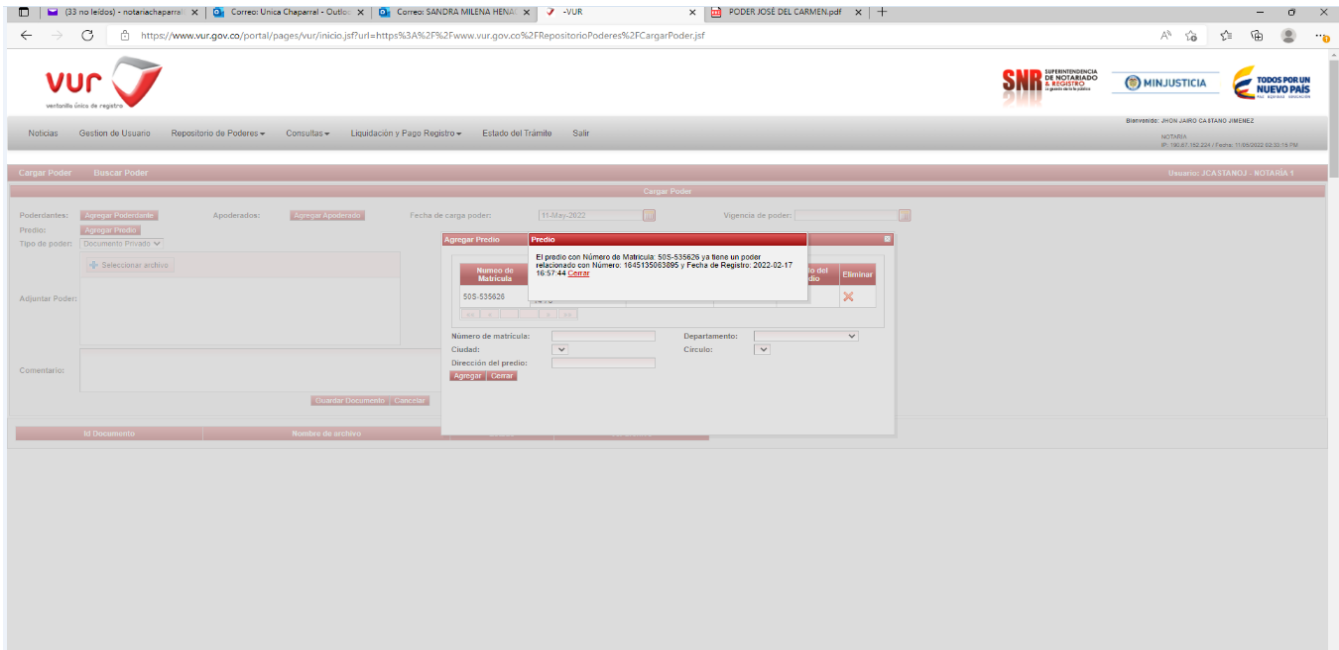 (33 no leídos) - notariachaparral
Correo: Unica Chaparral - Outloo
Correo: SANDRA MILENA HENA
-VUR
PODER JOSÉ DEL CARMEN.pdf
https://www.vur.gov.co/portal/pages/vur/inicio.jsf?url=https%3A%2F%2Fwww.vur.gov.co%2FRepositorioPoderes%2FCargarPoder.jsf
vur
ventanilla única de registro
SNR SUPERINTENDENCIA DE NOTARIADO & REGISTRO
MINJUSTICIA
TODOS POR UN NUEVO PAÍS
Noticias Gestion de Usuario Repositorio de Poderes Consultas Liquidación y Pago Registro Estado del Trámite Salir
Bienvenido: JHON JAIRO CASTANO JIMENEZ
NOTARIA
Cargar Poder Buscar Poder Usuario: JCASTANOJ - NOTARÍA 1
Cargar Poder
Poderdantes: Agregar Poderdante Apoderados: Agregar Apoderado Fecha de carga poder: 11-May-2022 Vigencia de poder:
Predio: Agregar Predio
Tipo de poder: Documento Privado
Seleccionar archivo
Adjuntar Poder:
Comentario:
Guardar Documento Cancelar
Id Documento Nombre de archivo
Agregar Predio
Predio
El predio con Número de Matricula: 50S-535626 ya tiene un poder
relacionado con Número: 1645135063895 y Fecha de Registro: 2022-02-17
16:57:44 Cerrar
Numeo de Matrícula
Eliminar
50S-535626
Número de matrícula: Departamento:
Ciudad: Círculo:
Dirección del predio:
Agregar Cerrar